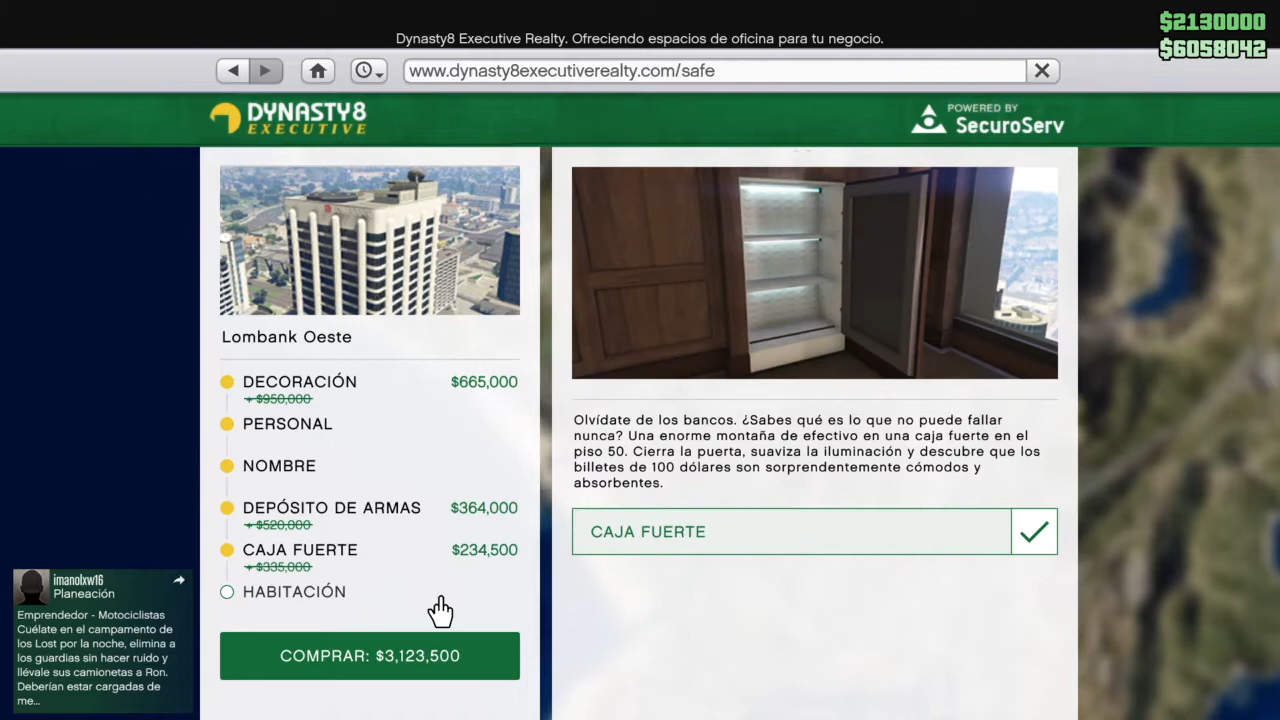 $2130000
$6058042
Dynasty8 Executive Realty. Ofreciendo espacios de oficina para tu negocio.
www.dynasty8executiverealty.com/safe
DYNASTY8
EXECUTIVE
POWERED BY
SecuroServ
Lombank Oeste
DECORACIÓN $665,000
+ $950,000
PERSONAL
NOMBRE
DEPÓSITO DE ARMAS $364,000
+ $520,000
CAJA FUERTE $234,500
+ $335,000
HABITACIÓN
COMPRAR: $3,123,500
Olvídate de los bancos. ¿Sabes qué es lo que no puede fallar
nunca? Una enorme montaña de efectivo en una caja fuerte en el
piso 50. Cierra la puerta, suaviza la iluminación y descubre que los
billetes de 100 dólares son sorprendentemente cómodos y
absorbentes.
CAJA FUERTE
imanolxw16
Planeación
Emprendedor - Motociclistas
Cuélate en el campamento de
los Lost por la noche, elimina a
los guardias sin hacer ruido y
llévale sus camionetas a Ron.
Deberían estar cargadas de
me...